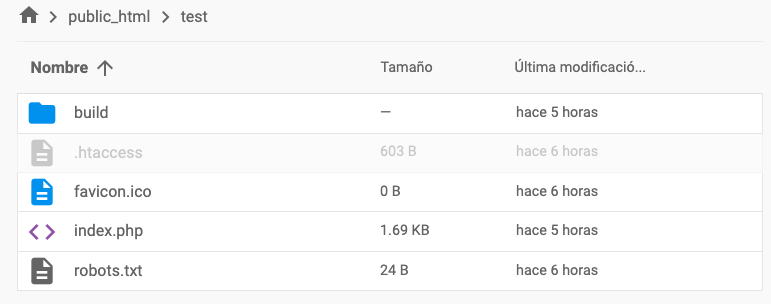 public_html > test
Nombre Tamaño Última modificació...
build — hace 5 horas
.htaccess 603 B hace 6 horas
favicon.ico 0 B hace 6 horas
index.php 1.69 KB hace 5 horas
robots.txt 24 B hace 6 horas